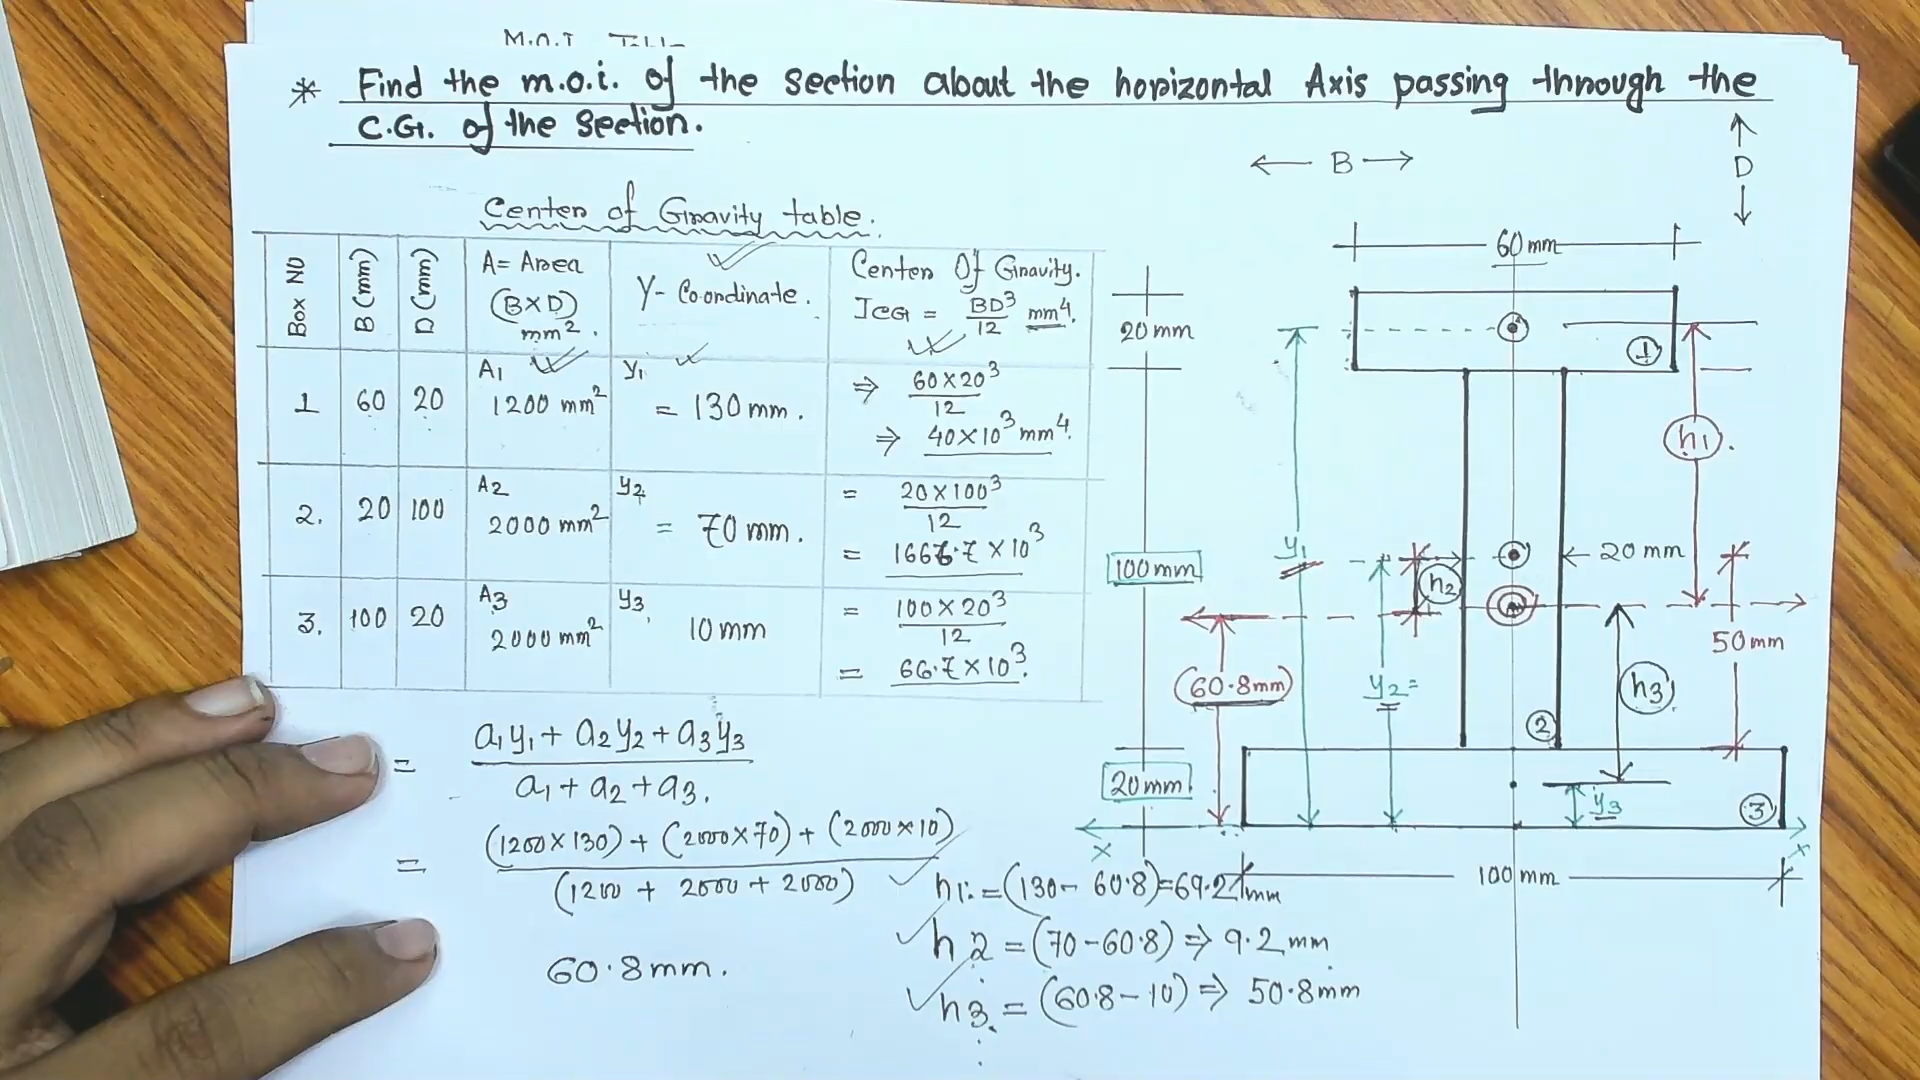 M.O.I Table
* Find the m.o.i. of the section about the horizontal Axis passing through the
C.G. of the section.
Center of Gravity table.
Box NO
B (mm)
D (mm)
A = Area
(B×D)
mm².
Y- Co-ordinate.
Center Of Gravity.
ICG = BD³/12 mm⁴.
1 60 20 A1 1200 mm² y1 = 130 mm. ⇒ 60×20³/12
⇒ 40×10³ mm⁴.
2. 20 100 A2 2000 mm² y2 = 70 mm. = 20×100³/12
= 1666.7 × 10³
3. 100 20 A3 2000 mm² y3, 10 mm = 100×20³/12
= 66.7 × 10³.
= a1y1 + a2y2 + a3y3
a1 + a2 + a3.
= (1200×130) + (2000×70) + (2000×10)
(1200 + 2000 + 2000)
60.8 mm.
h1 = (130 - 60.8) = 69.2 mm
h2 = (70 - 60.8) ⇒ 9.2 mm
h3. = (60.8 - 10) ⇒ 50.8 mm
B
D
60 mm
20 mm
1
h1.
y1
h2
20 mm
100 mm
50 mm
(60.8mm)
y2=
h3
2
20 mm
y3
3
x
x
100 mm